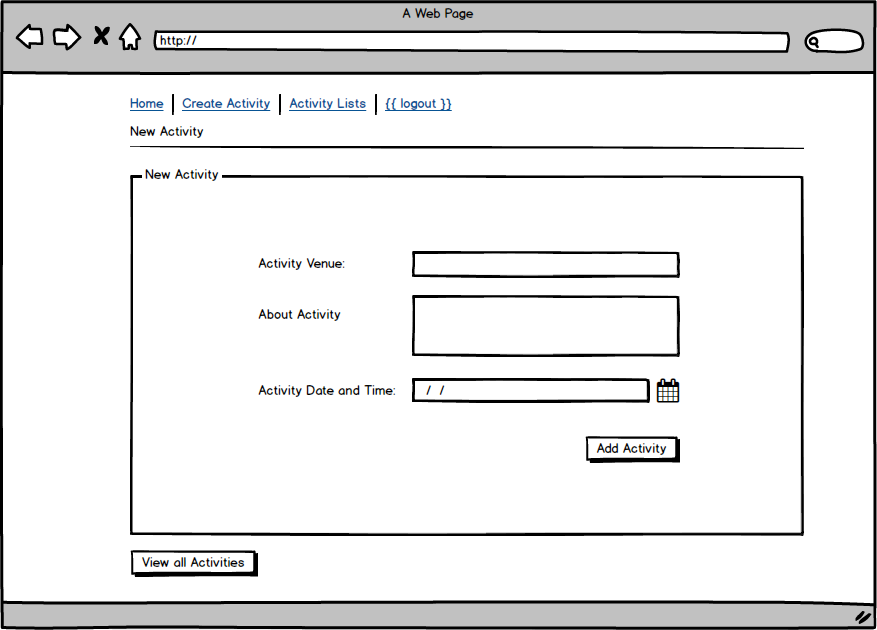 A Web Page
http://
Home | Create Activity | Activity Lists | {{ logout }}
New Activity
New Activity
Activity Venue:
About Activity
Activity Date and Time: / /
Add Activity
View all Activities